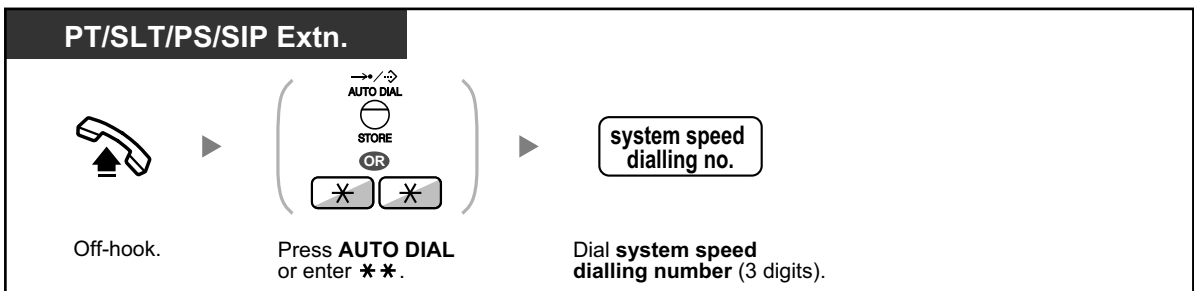 PT/SLT/PS/SIP Extn.
AUTO DIAL
STORE
OR
system speed
dialling no.
Off-hook.
Press AUTO DIAL
or enter ✱✱.
Dial system speed
dialling number (3 digits).